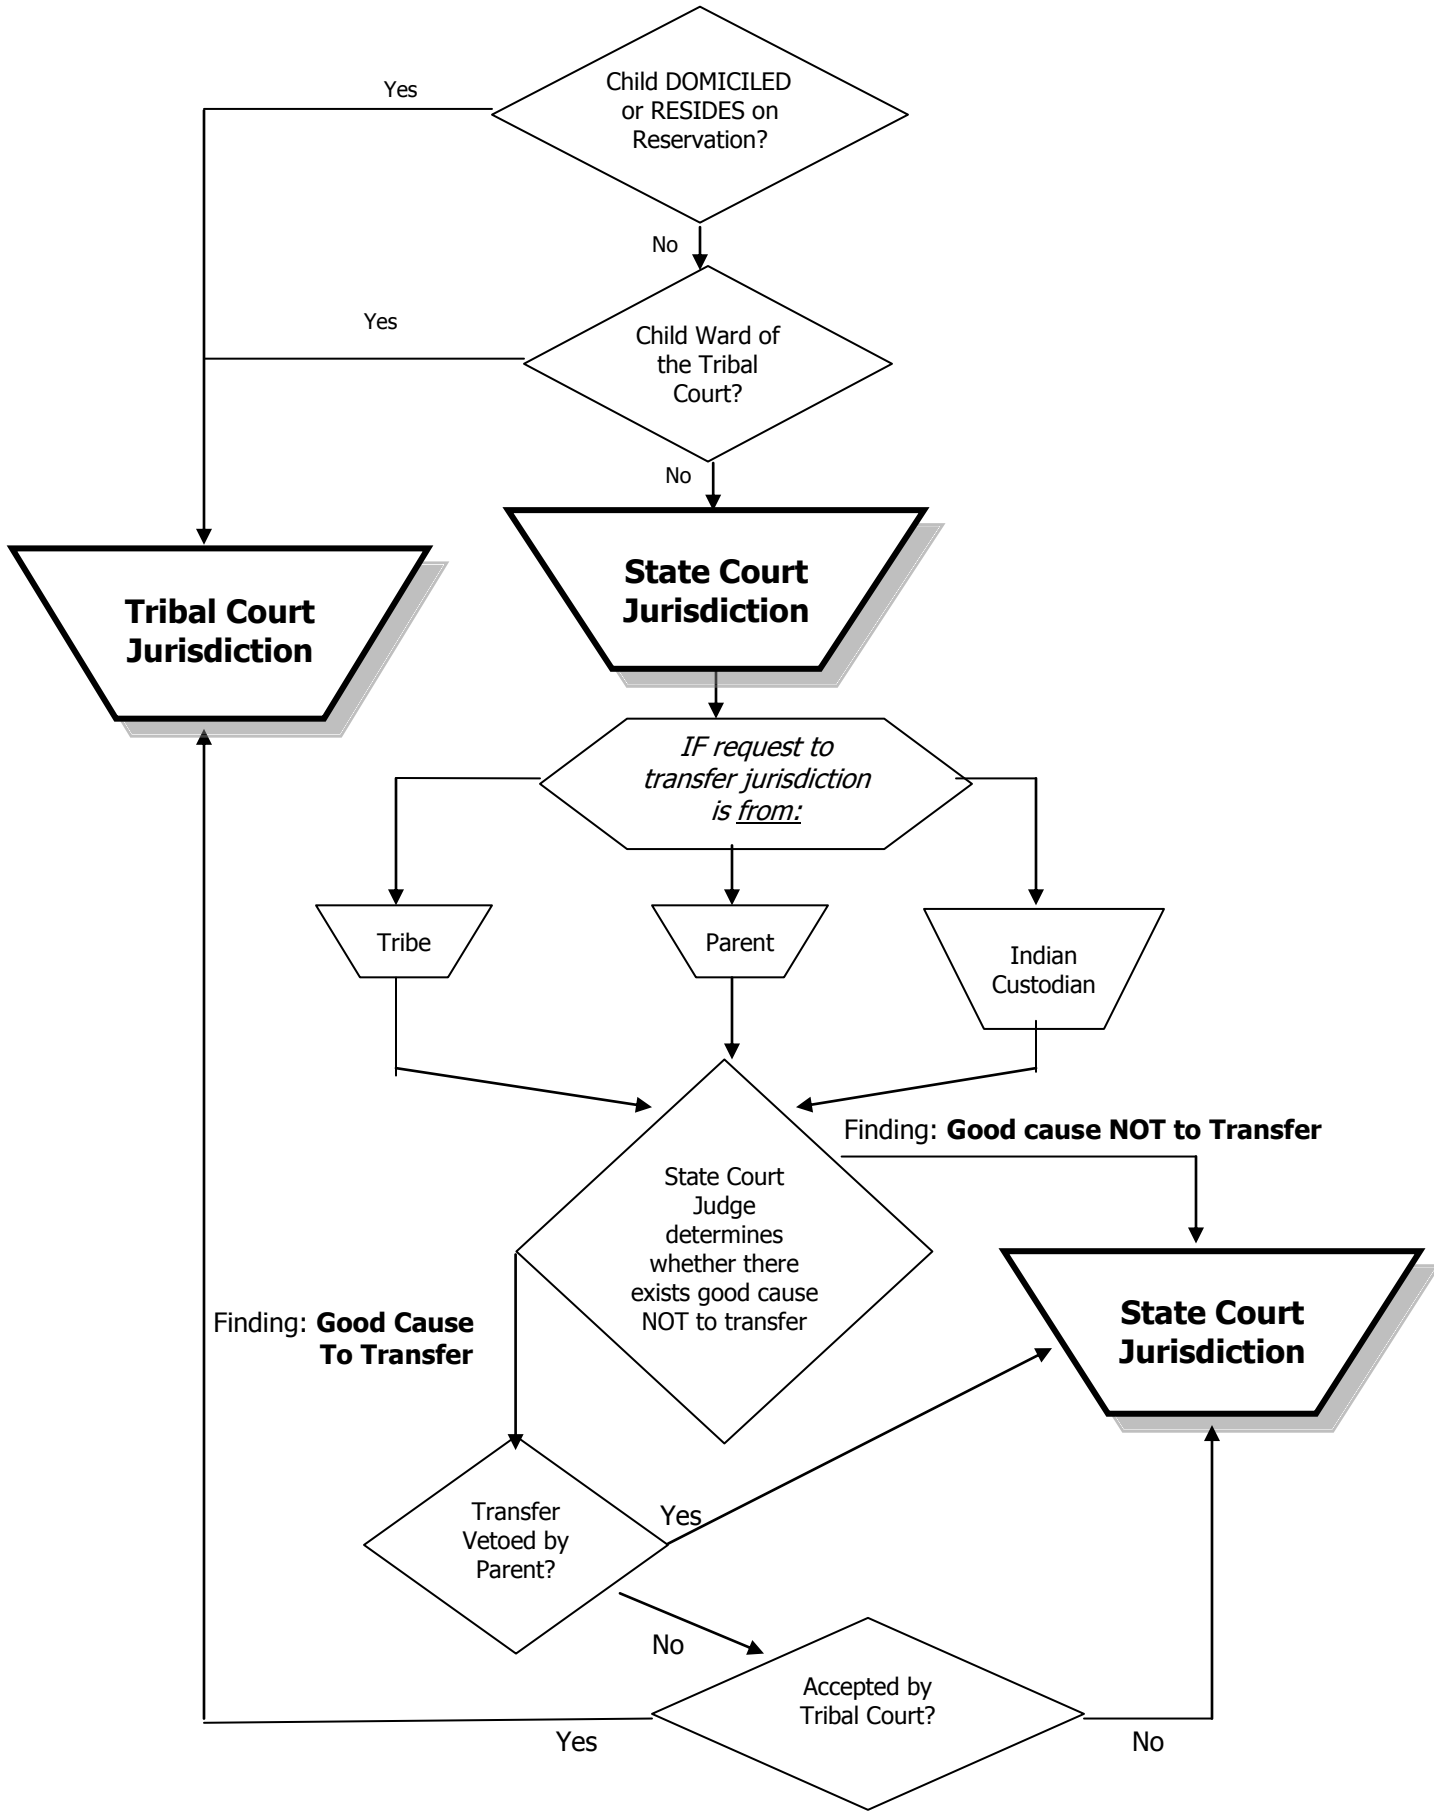 Child DOMICILED
or RESIDES on
Reservation?
Yes
No
Child Ward of
the Tribal
Court?
Yes
No
Tribal Court
Jurisdiction
State Court
Jurisdiction
IF request to
transfer jurisdiction
is from:
Tribe
Parent
Indian
Custodian
Finding: Good cause NOT to Transfer
State Court
Judge
determines
whether there
exists good cause
NOT to transfer
Finding: Good Cause
To Transfer
State Court
Jurisdiction
Transfer
Vetoed by
Parent?
Yes
No
Accepted by
Tribal Court?
Yes
No